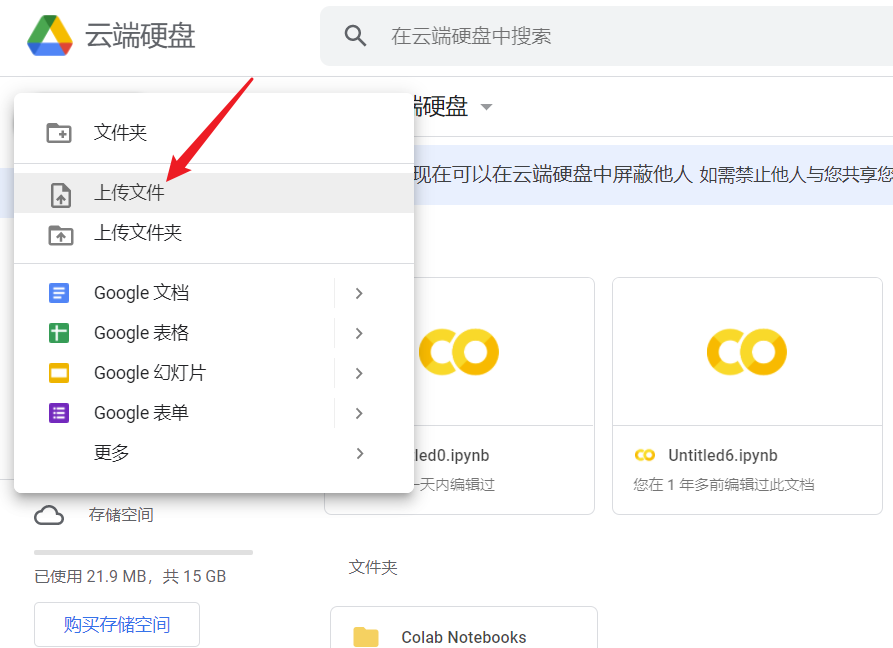 云端硬盘
在云端硬盘中搜索
端硬盘
文件夹
现在可以在云端硬盘中屏蔽他人 如需禁止他人与您共享您
上传文件
上传文件夹
Google 文档
Google 表格
Google 幻灯片
Google 表单
更多
led0.ipynb
一天内编辑过
Untitled6.ipynb
您在 1 年多前编辑过此文档
存储空间
已使用 21.9 MB，共 15 GB
购买存储空间
文件夹
Colab Notebooks